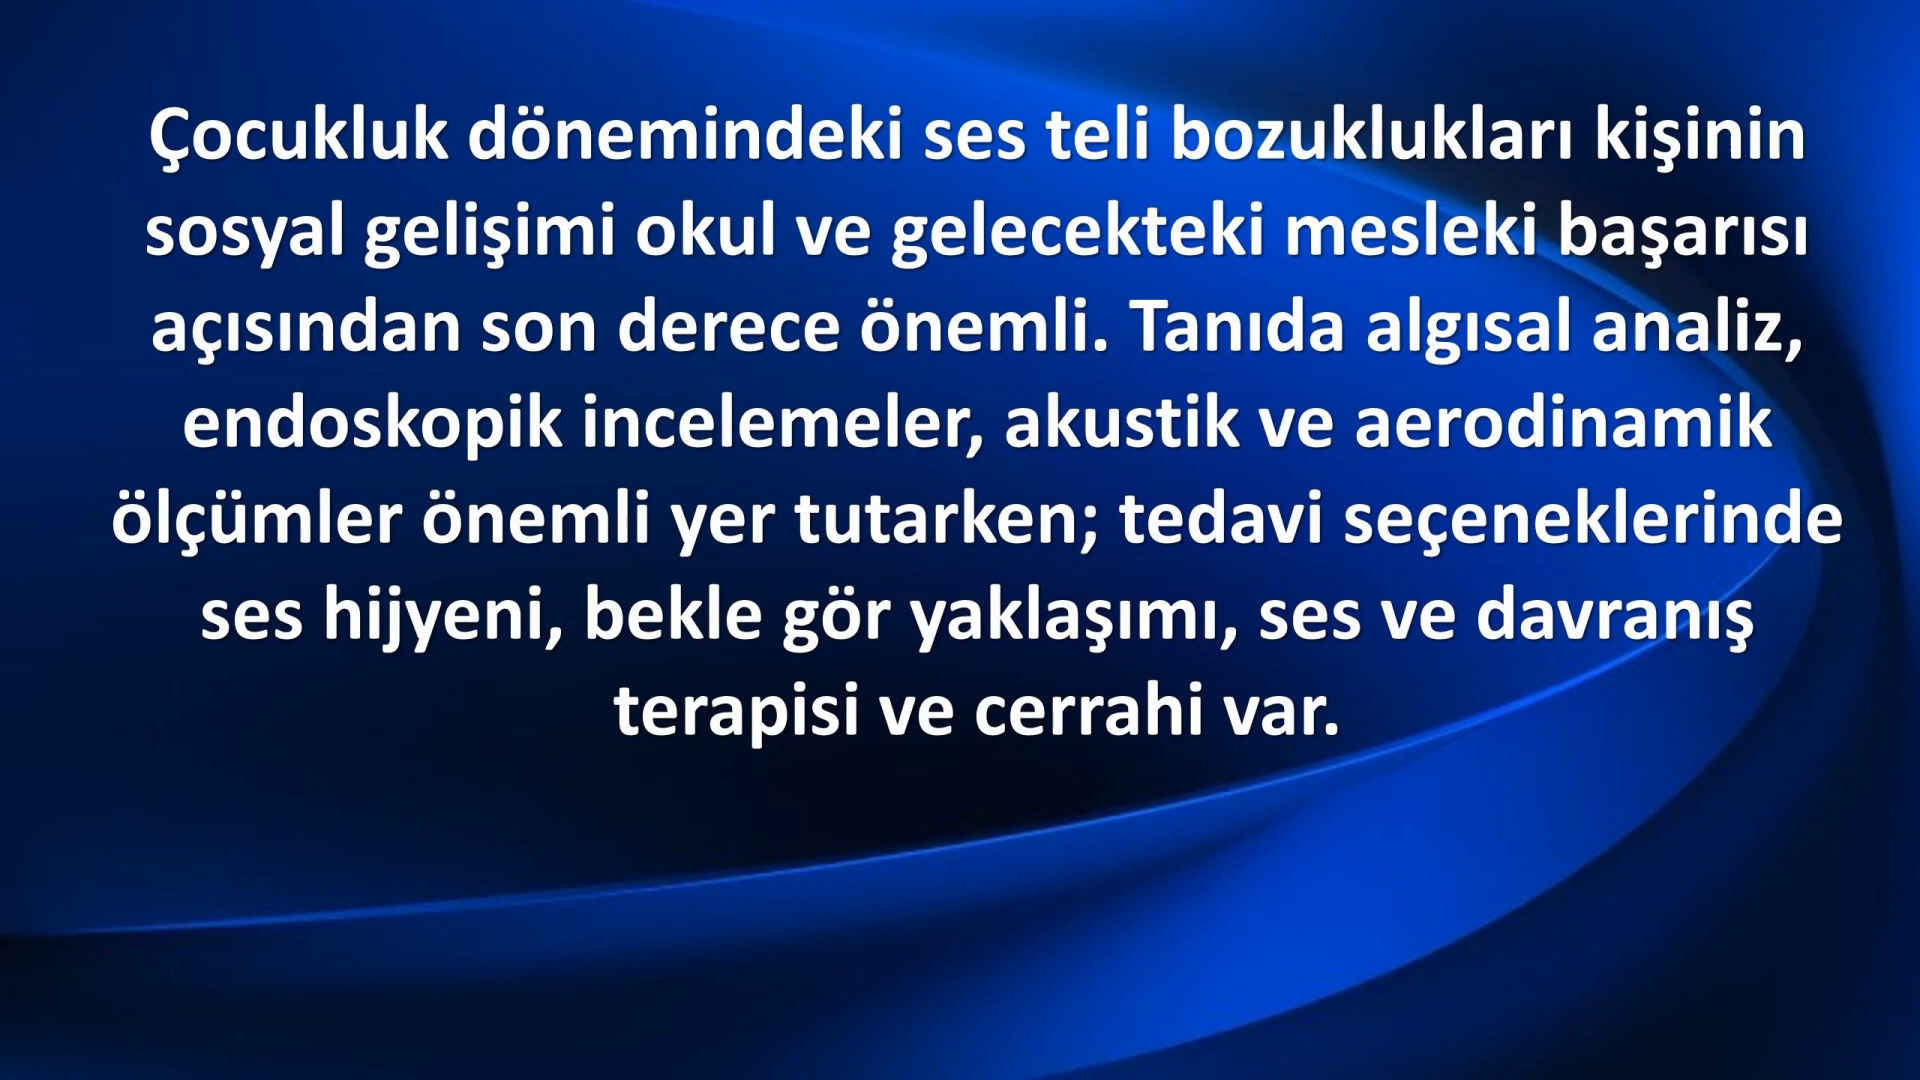 Çocukluk dönemindeki ses teli bozuklukları kişinin
sosyal gelişimi okul ve gelecekteki mesleki başarısı
açısından son derece önemli. Tanıda algısal analiz,
endoskopik incelemeler, akustik ve aerodinamik
ölçümler önemli yer tutarken; tedavi seçeneklerinde
ses hijyeni, bekle gör yaklaşımı, ses ve davranış
terapisi ve cerrahi var.